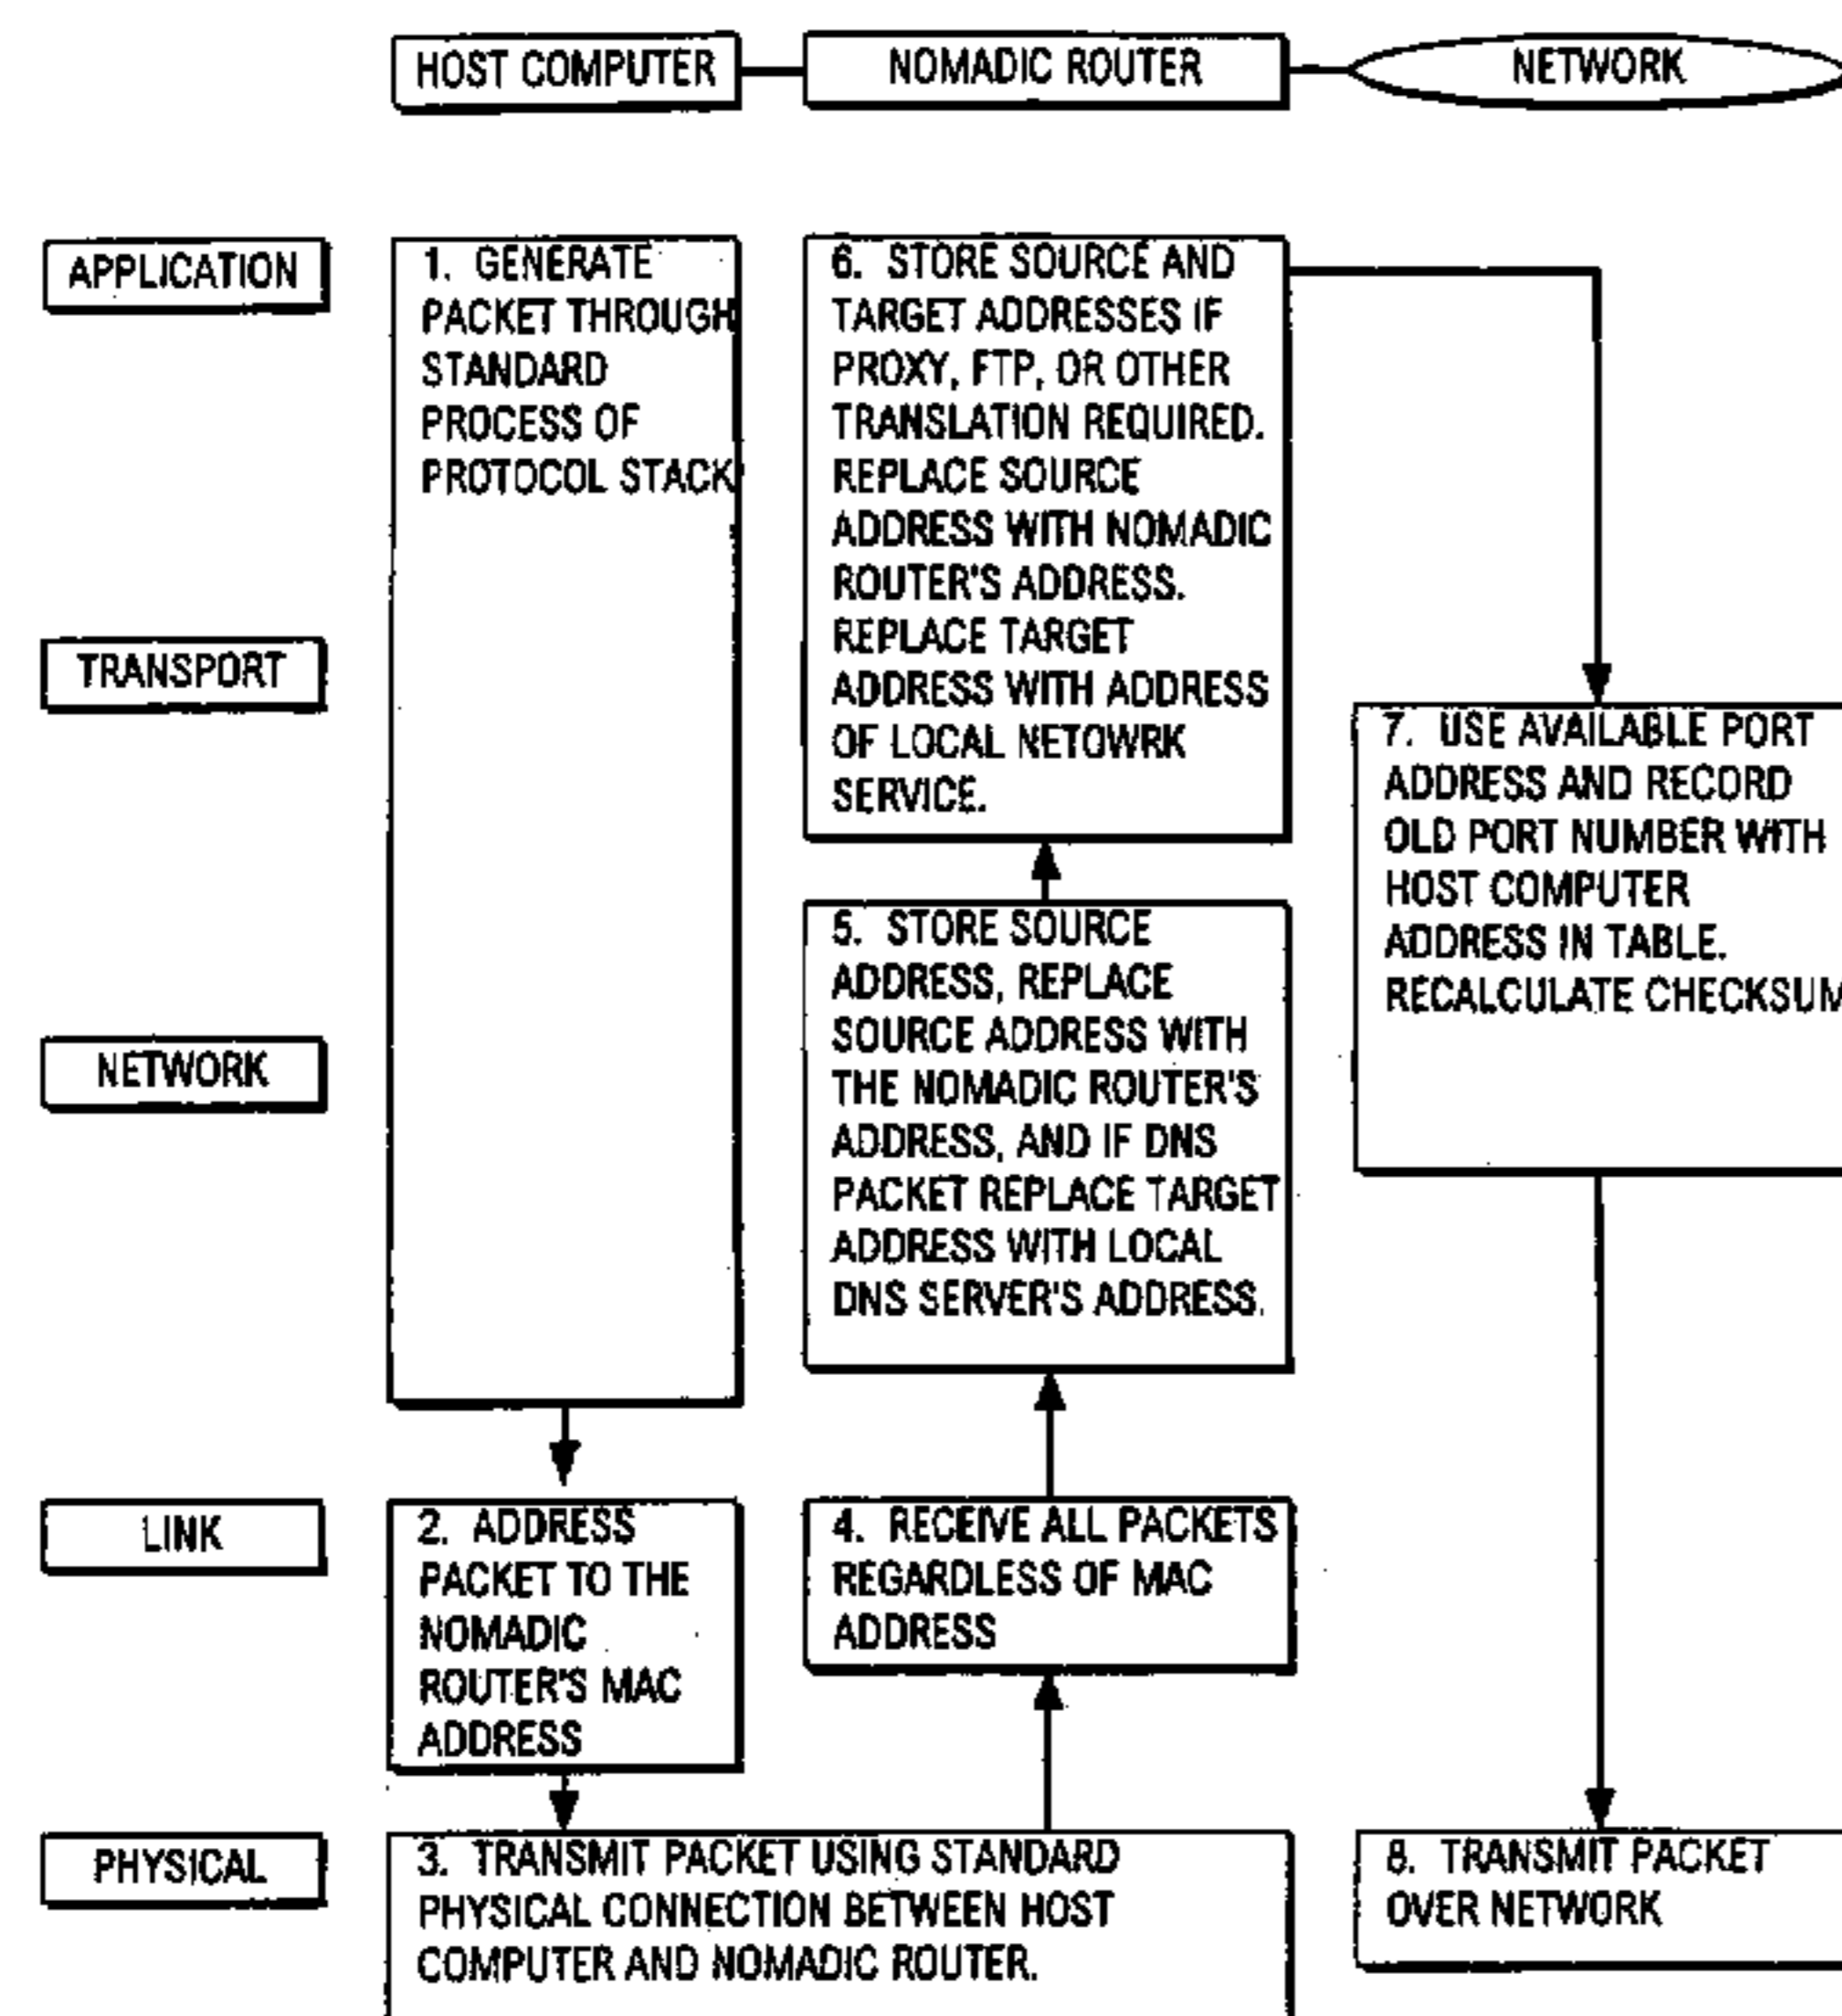 HOST COMPUTER
NOMADIC ROUTER
NETWORK
APPLICATION
TRANSPORT
NETWORK
LINK
PHYSICAL
1. GENERATE
PACKET THROUGH
STANDARD
PROCESS OF
PROTOCOL STACK
2. ADDRESS
PACKET TO THE
NOMADIC
ROUTER'S MAC
ADDRESS
3. TRANSMIT PACKET USING STANDARD
PHYSICAL CONNECTION BETWEEN HOST
COMPUTER AND NOMADIC ROUTER.
4. RECEIVE ALL PACKETS
REGARDLESS OF MAC
ADDRESS
5. STORE SOURCE
ADDRESS, REPLACE
SOURCE ADDRESS WITH
THE NOMADIC ROUTER'S
ADDRESS, AND IF DNS
PACKET REPLACE TARGET
ADDRESS WITH LOCAL
DNS SERVER'S ADDRESS.
6. STORE SOURCE AND
TARGET ADDRESSES IF
PROXY, FTP, OR OTHER
TRANSLATION REQUIRED.
REPLACE SOURCE
ADDRESS WITH NOMADIC
ROUTER'S ADDRESS.
REPLACE TARGET
ADDRESS WITH ADDRESS
OF LOCAL NETOWRK
SERVICE.
7. USE AVAILABLE PORT
ADDRESS AND RECORD
OLD PORT NUMBER WITH
HOST COMPUTER
ADDRESS IN TABLE.
RECALCULATE CHECKSUM
8. TRANSMIT PACKET
OVER NETWORK